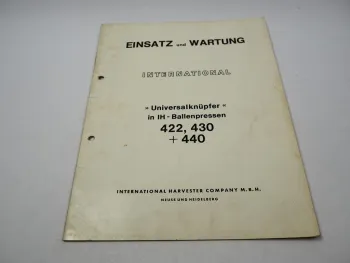 EINSATZ und WARTUNG
INTERNATIONAL
»Universalknüpfer«
in IH-Ballenpressen
422, 430
+ 440
INTERNATIONAL HARVESTER COMPANY M.B.H.
NEUSS UND HEIDELBERG